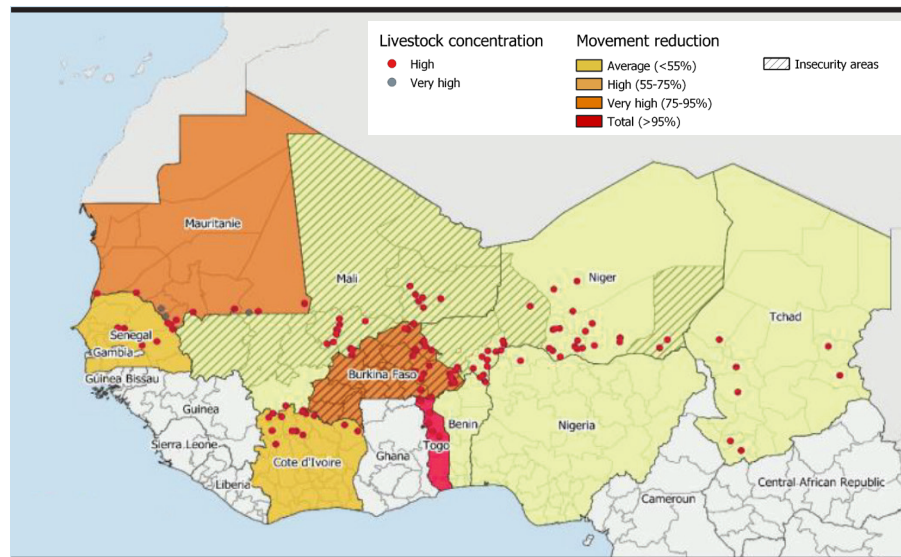 Livestock concentration
High
Very high
Movement reduction
Average (<55%)
High (55-75%)
Very high (75-95%)
Total (>95%)
Insecurity areas
Mauritanie
Mali
Niger
Tchad
Senegal
Gambia
Guinea Bissau
Burkina Faso
Guinea
Benin
Nigeria
Sierra Leone
Togo
Ghana
Cote d'Ivoire
Liberia
Central African Republic
Cameroun